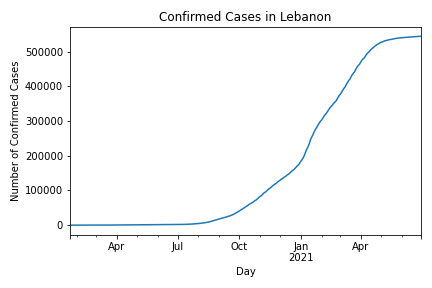 Confirmed Cases in Lebanon
Number of Confirmed Cases
500000
400000
300000
200000
100000
0
Apr Jul Oct Jan Apr
2021
Day